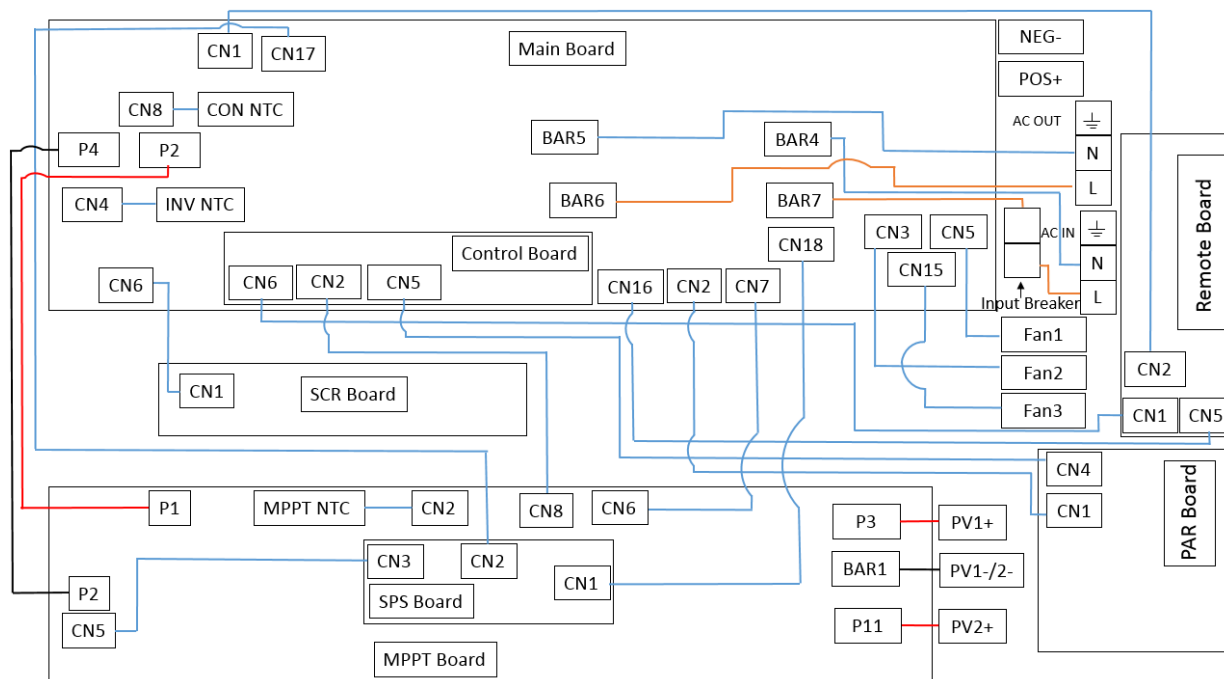 NEG-
CN1
CN17
Main Board
POS+
CN8
CON NTC
AC OUT
BAR5
BAR4
P4
P2
N
L
CN4
INV NTC
BAR6
BAR7
Remote Board
CN3
CN5
AC IN
Control Board
CN18
N
CN15
CN6
CN6
CN2
CN5
CN16
CN2
CN7
L
Input Breaker
Fan1
CN2
Fan2
CN1
SCR Board
Fan3
CN1
CN5
CN4
P1
MPPT NTC
CN2
CN8
CN6
CN1
PAR Board
P3
PV1+
CN3
CN2
BAR1
PV1-/2-
CN1
P2
SPS Board
CN5
P11
PV2+
MPPT Board